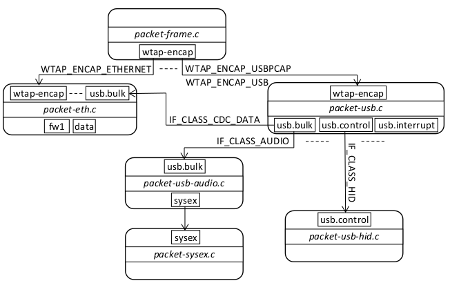 packet-frame.c
wtap-encap
WTAP_ENCAP_ETHERNET
WTAP_ENCAP_USBPCAP
WTAP_ENCAP_USB
wtap-encap
usb.bulk
packet-eth.c
fw1
data
wtap-encap
packet-usb.c
usb.bulk
usb.control
usb.interrupt
IF_CLASS_CDC_DATA
IF_CLASS_AUDIO
IF_CLASS_HID
usb.bulk
packet-usb-audio.c
sysex
usb.control
packet-usb-hid.c
sysex
packet-sysex.c